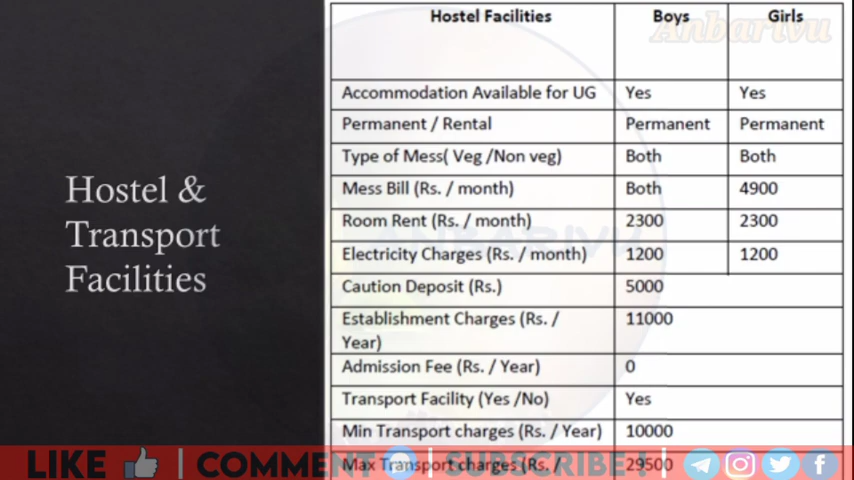 Hostel &
Transport
Facilities
Hostel Facilities Boys Girls
Anbarivu
Accommodation Available for UG Yes Yes
Permanent / Rental Permanent Permanent
Type of Mess( Veg /Non veg) Both Both
Mess Bill (Rs. / month) Both 4900
Room Rent (Rs. / month) 2300 2300
ANBARIVU
Electricity Charges (Rs. / month) 1200 1200
Caution Deposit (Rs.) 5000
Establishment Charges (Rs. / 11000
Year)
Admission Fee (Rs. / Year) 0
Transport Facility (Yes /No) Yes
Min Transport charges (Rs. / Year) 10000
Max Transport charges (Rs. / 29500
LIKE | COMMENT | SUBSCRIBE ! |